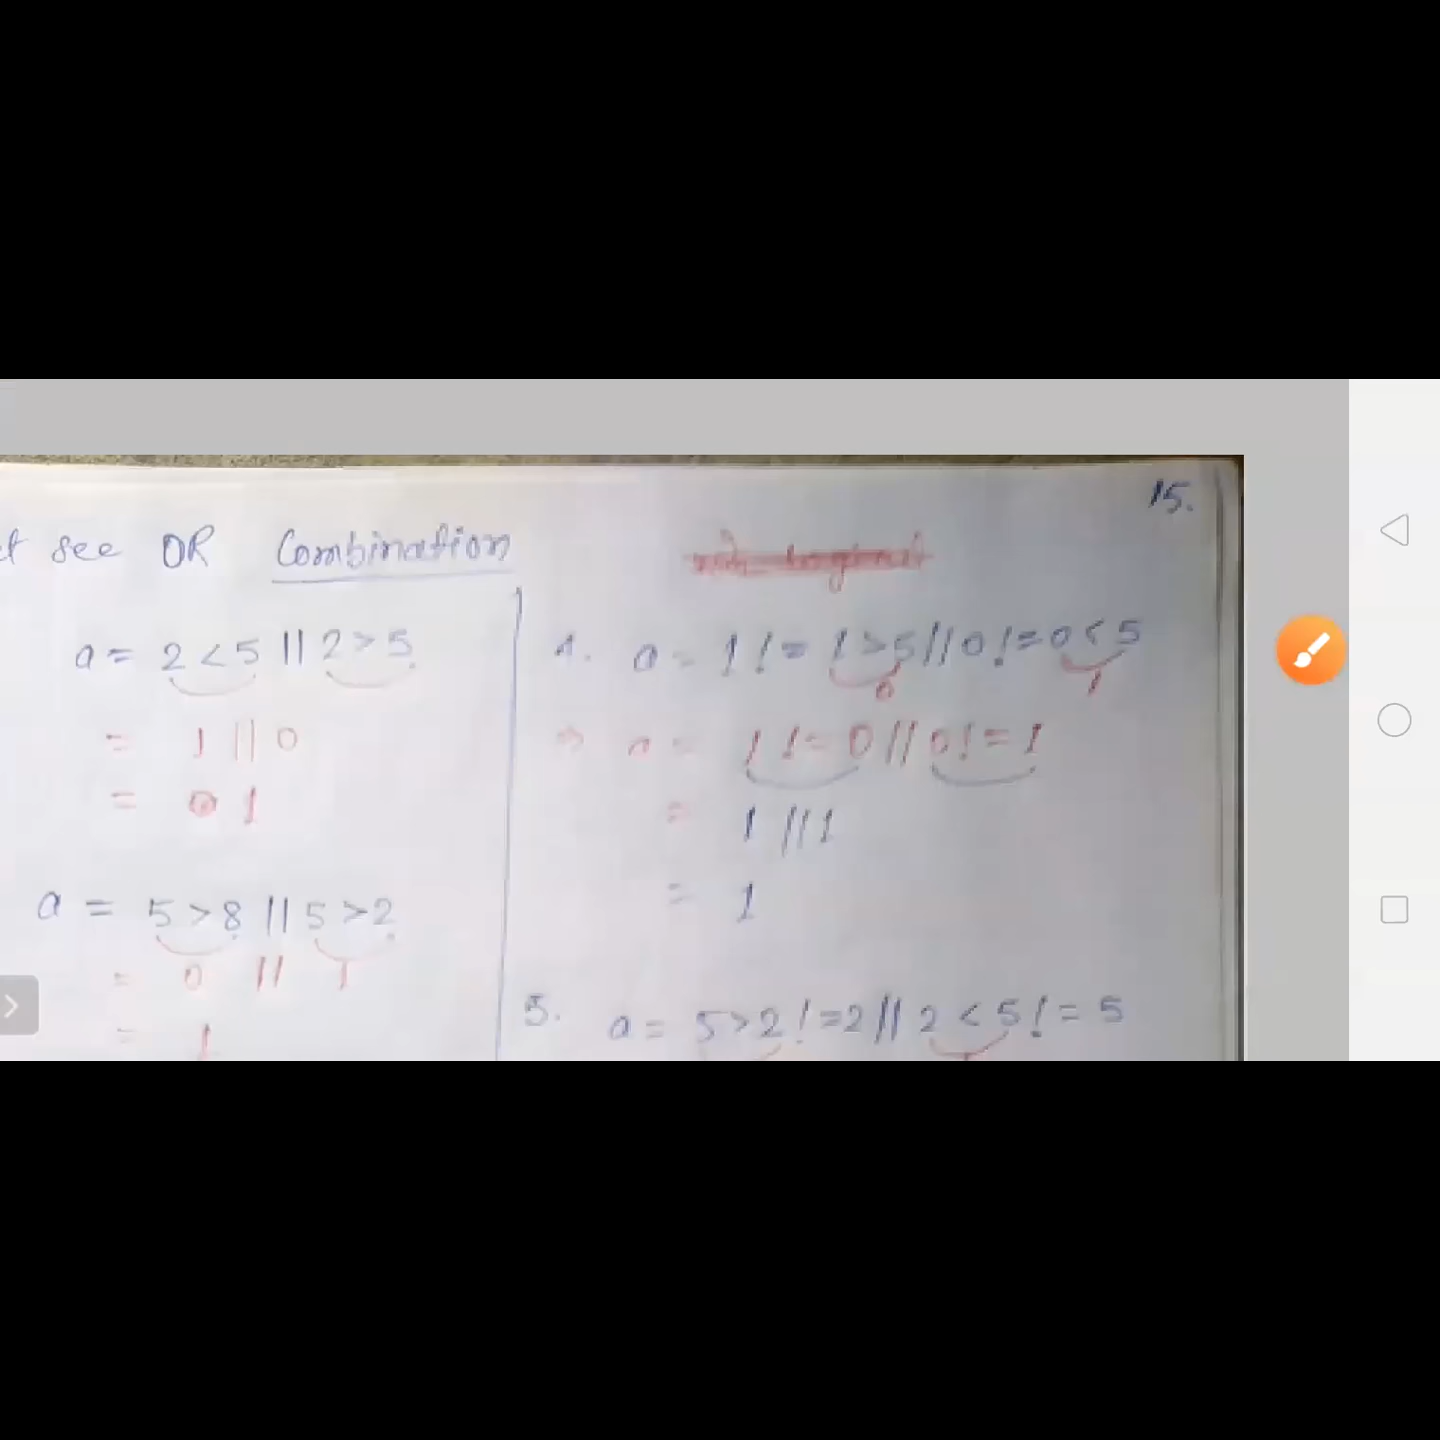 15.
see OR Combination
a = 2 < 5 || 2 > 5
= 1 || 0
= 1
a = 5 > 8 || 5 > 2
= 0 || 1
= 1
4. a = 1 != 1 > 5 || 0 != 0 < 5
0 1
⇒ a = 1 != 0 || 0 != 1
= 1 || 1
= 1
5. a = 5 > 2 != 2 || 2 < 5 != 5